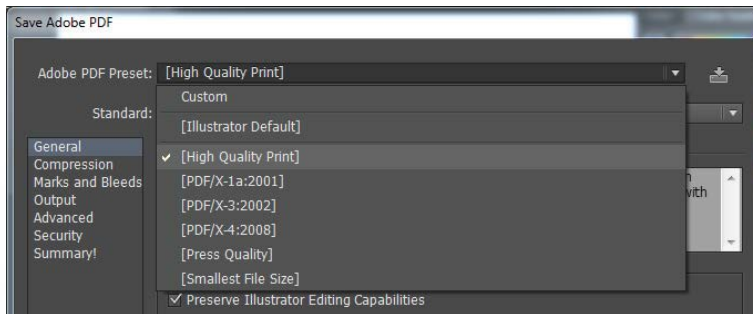 Save Adobe PDF
Adobe PDF Preset: [High Quality Print]
Custom
Standard:
[Illustrator Default]
General
[High Quality Print]
Compression
Marks and Bleeds
[PDF/X-1a:2001]
with
Output
[PDF/X-3:2002]
Advanced
[PDF/X-4:2008]
Security
Summary!
[Press Quality]
[Smallest File Size]
Preserve Illustrator Editing Capabilities